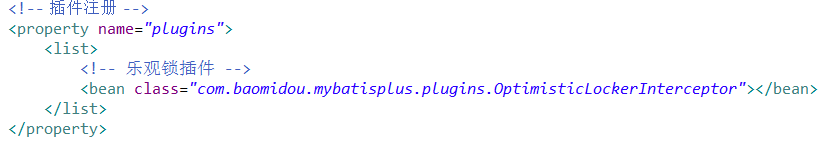 <!-- 插件注册 -->
<property name="plugins">
    <list>
        <!-- 乐观锁插件 -->
        <bean class="com.baomidou.mybatisplus.plugins.OptimisticLockerInterceptor"></bean>
    </list>
</property>